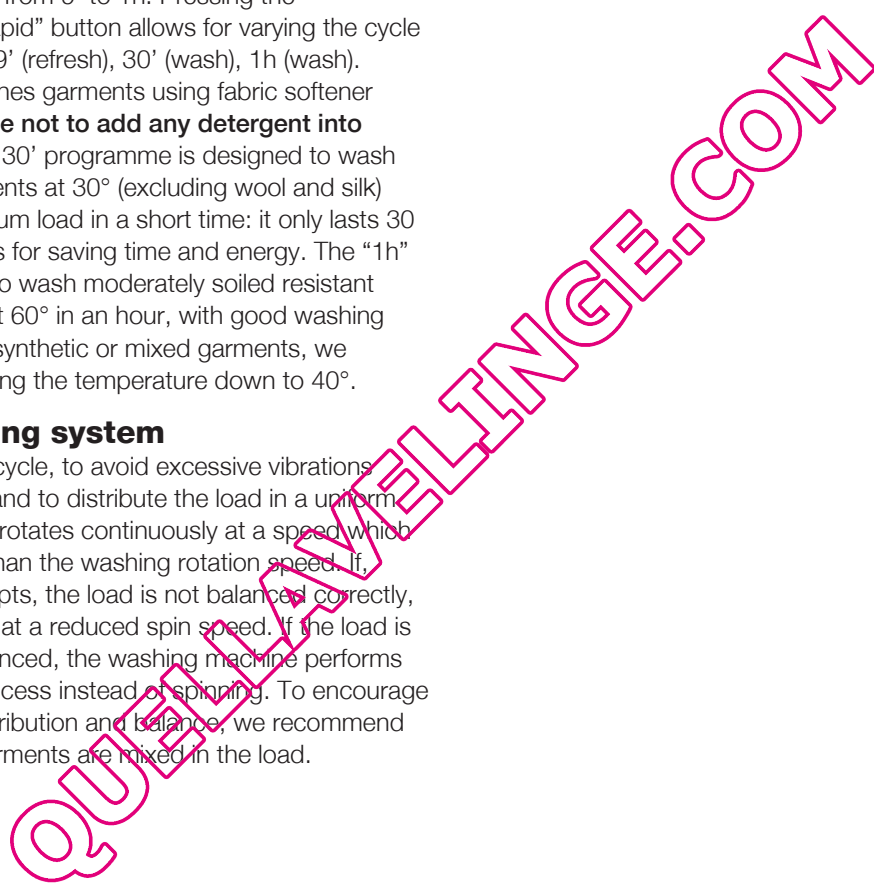 from 9’ to 1h. Pressing the
pid” button allows for varying the cycle
9’ (refresh), 30’ (wash), 1h (wash).
hes garments using fabric softener
e not to add any detergent into
30’ programme is designed to wash
ents at 30° (excluding wool and silk)
um load in a short time: it only lasts 30
s for saving time and energy. The “1h”
o wash moderately soiled resistant
t 60° in an hour, with good washing
synthetic or mixed garments, we
ing the temperature down to 40°.
ng system
cycle, to avoid excessive vibrations
and to distribute the load in a uniform
rotates continuously at a speed which
han the washing rotation speed. If,
pts, the load is not balanced correctly,
at a reduced spin speed. If the load is
nced, the washing machine performs
cess instead of spinning. To encourage
ribution and balance, we recommend
rments are mixed in the load.
QUELLAVELINGE.COM